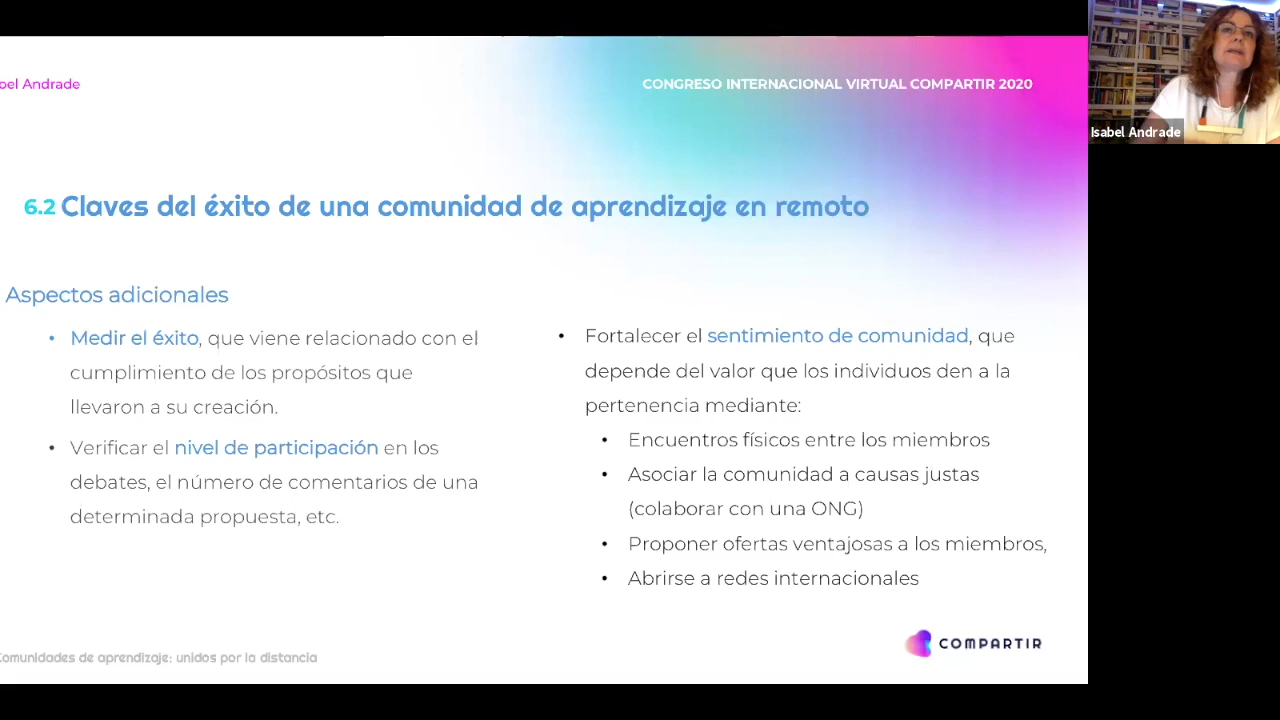 bel Andrade
CONGRESO INTERNACIONAL VIRTUAL COMPARTIR 2020
Isabel Andrade
6.2 Claves del éxito de una comunidad de aprendizaje en remoto
Aspectos adicionales
• Medir el éxito, que viene relacionado con el
cumplimiento de los propósitos que
llevaron a su creación.
• Verificar el nivel de participación en los
debates, el número de comentarios de una
determinada propuesta, etc.
• Fortalecer el sentimiento de comunidad, que
depende del valor que los individuos den a la
pertenencia mediante:
• Encuentros físicos entre los miembros
• Asociar la comunidad a causas justas
(colaborar con una ONG)
• Proponer ofertas ventajosas a los miembros,
• Abrirse a redes internacionales
COMPARTIR
Comunidades de aprendizaje: unidos por la distancia